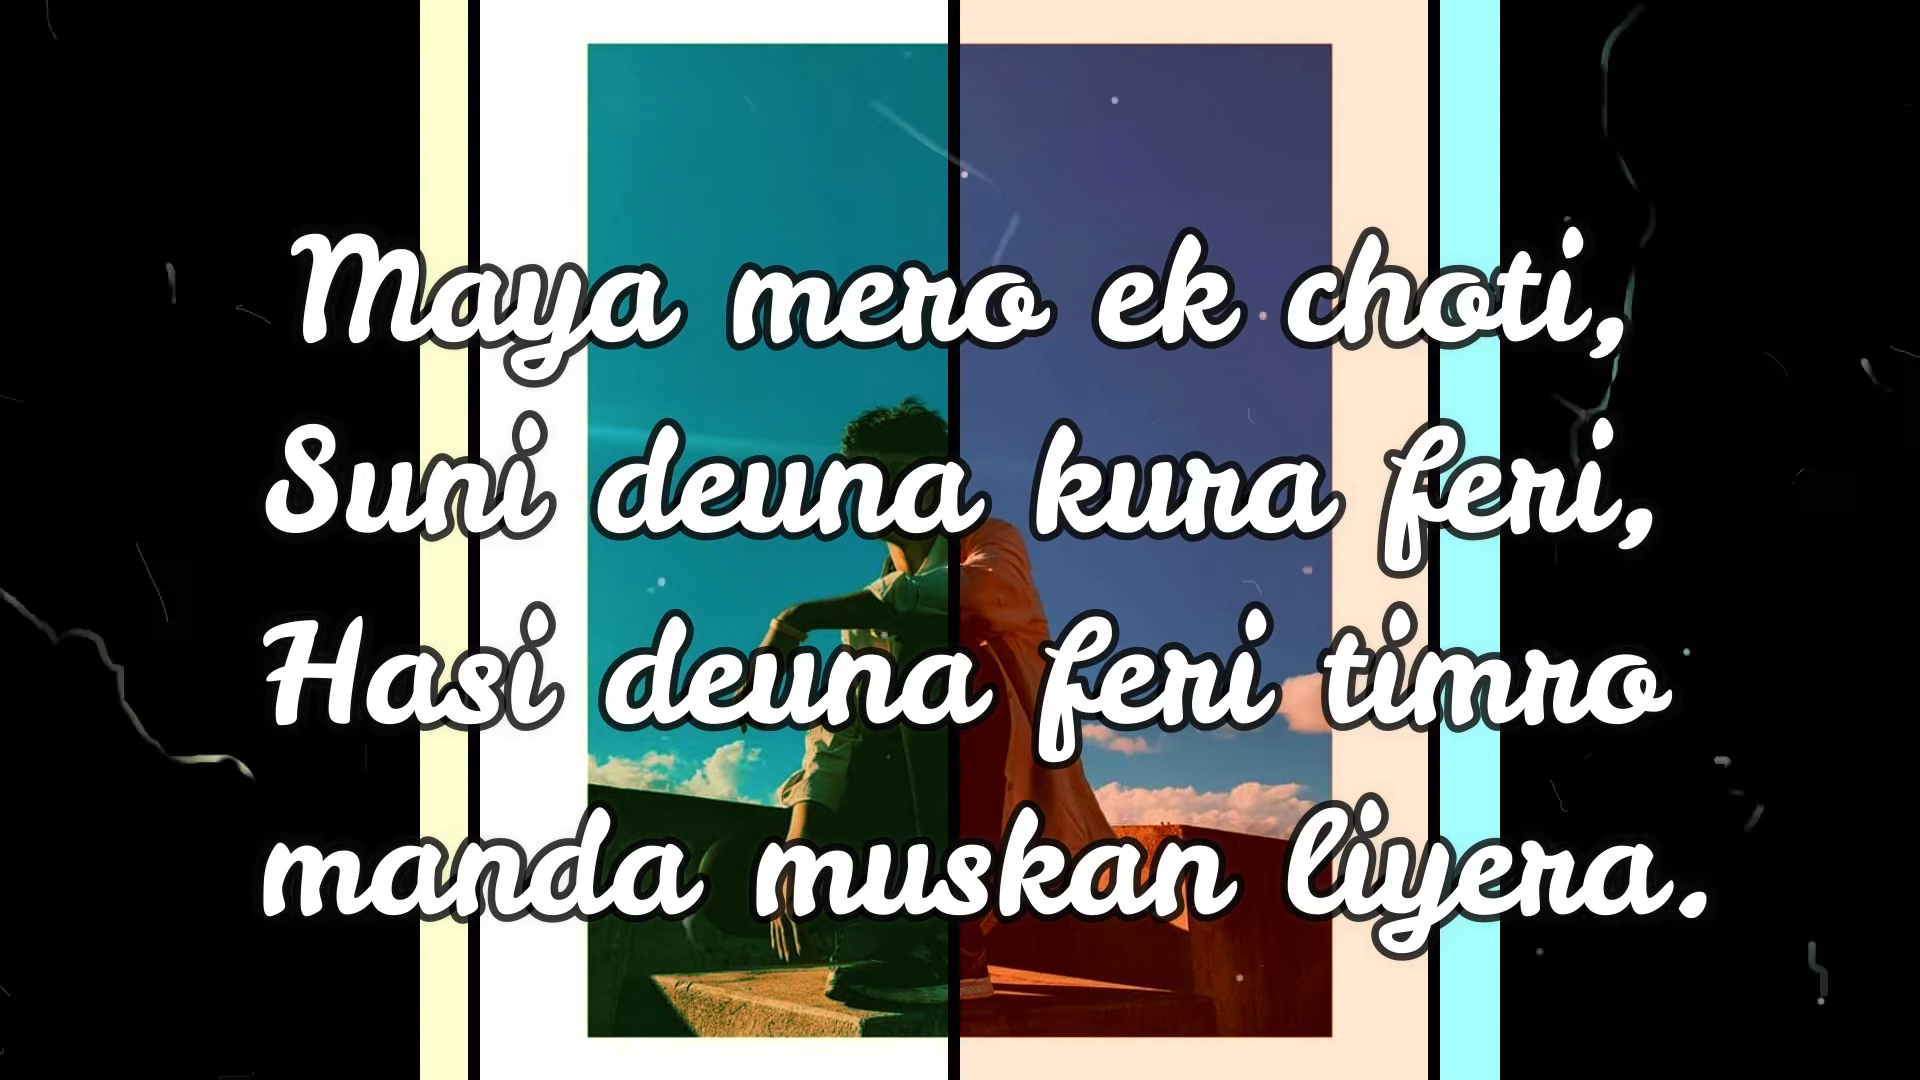 Maya mero ek choti,
Suni deuna kura feri,
Hasi deuna feri timro
manda muskan liyera.